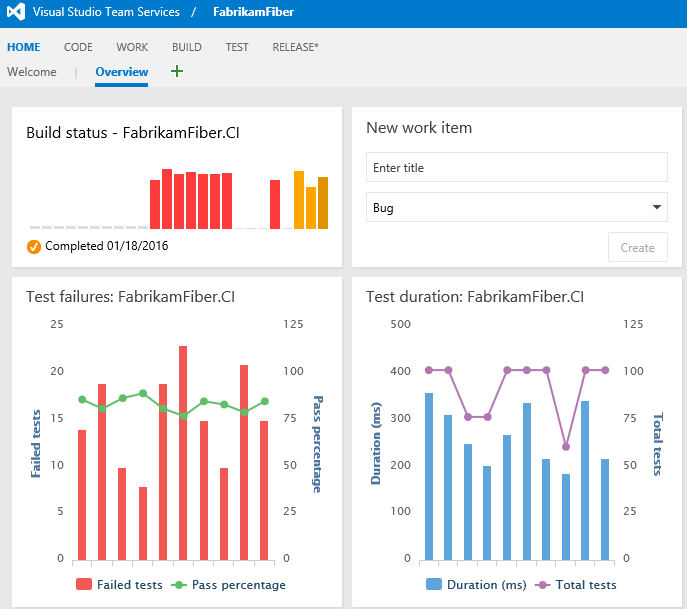 Visual Studio Team Services / FabrikamFiber
HOME CODE WORK BUILD TEST RELEASE*
Welcome | Overview +
Build status - FabrikamFiber.CI
Completed 01/18/2016
New work item
Enter title
Bug
Create
Test failures: FabrikamFiber.CI
25 125
20 100
15 75
10 50
5 25
0 0
Failed tests
Pass percentage
Failed tests Pass percentage
Test duration: FabrikamFiber.CI
500 125
400 100
300 75
200 50
100 25
0 0
Duration (ms)
Total tests
Duration (ms) Total tests